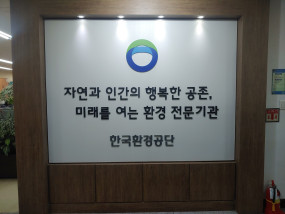 자연과 인간의 행복한 공존,
미래를 여는 환경 전문기관
한국환경공단